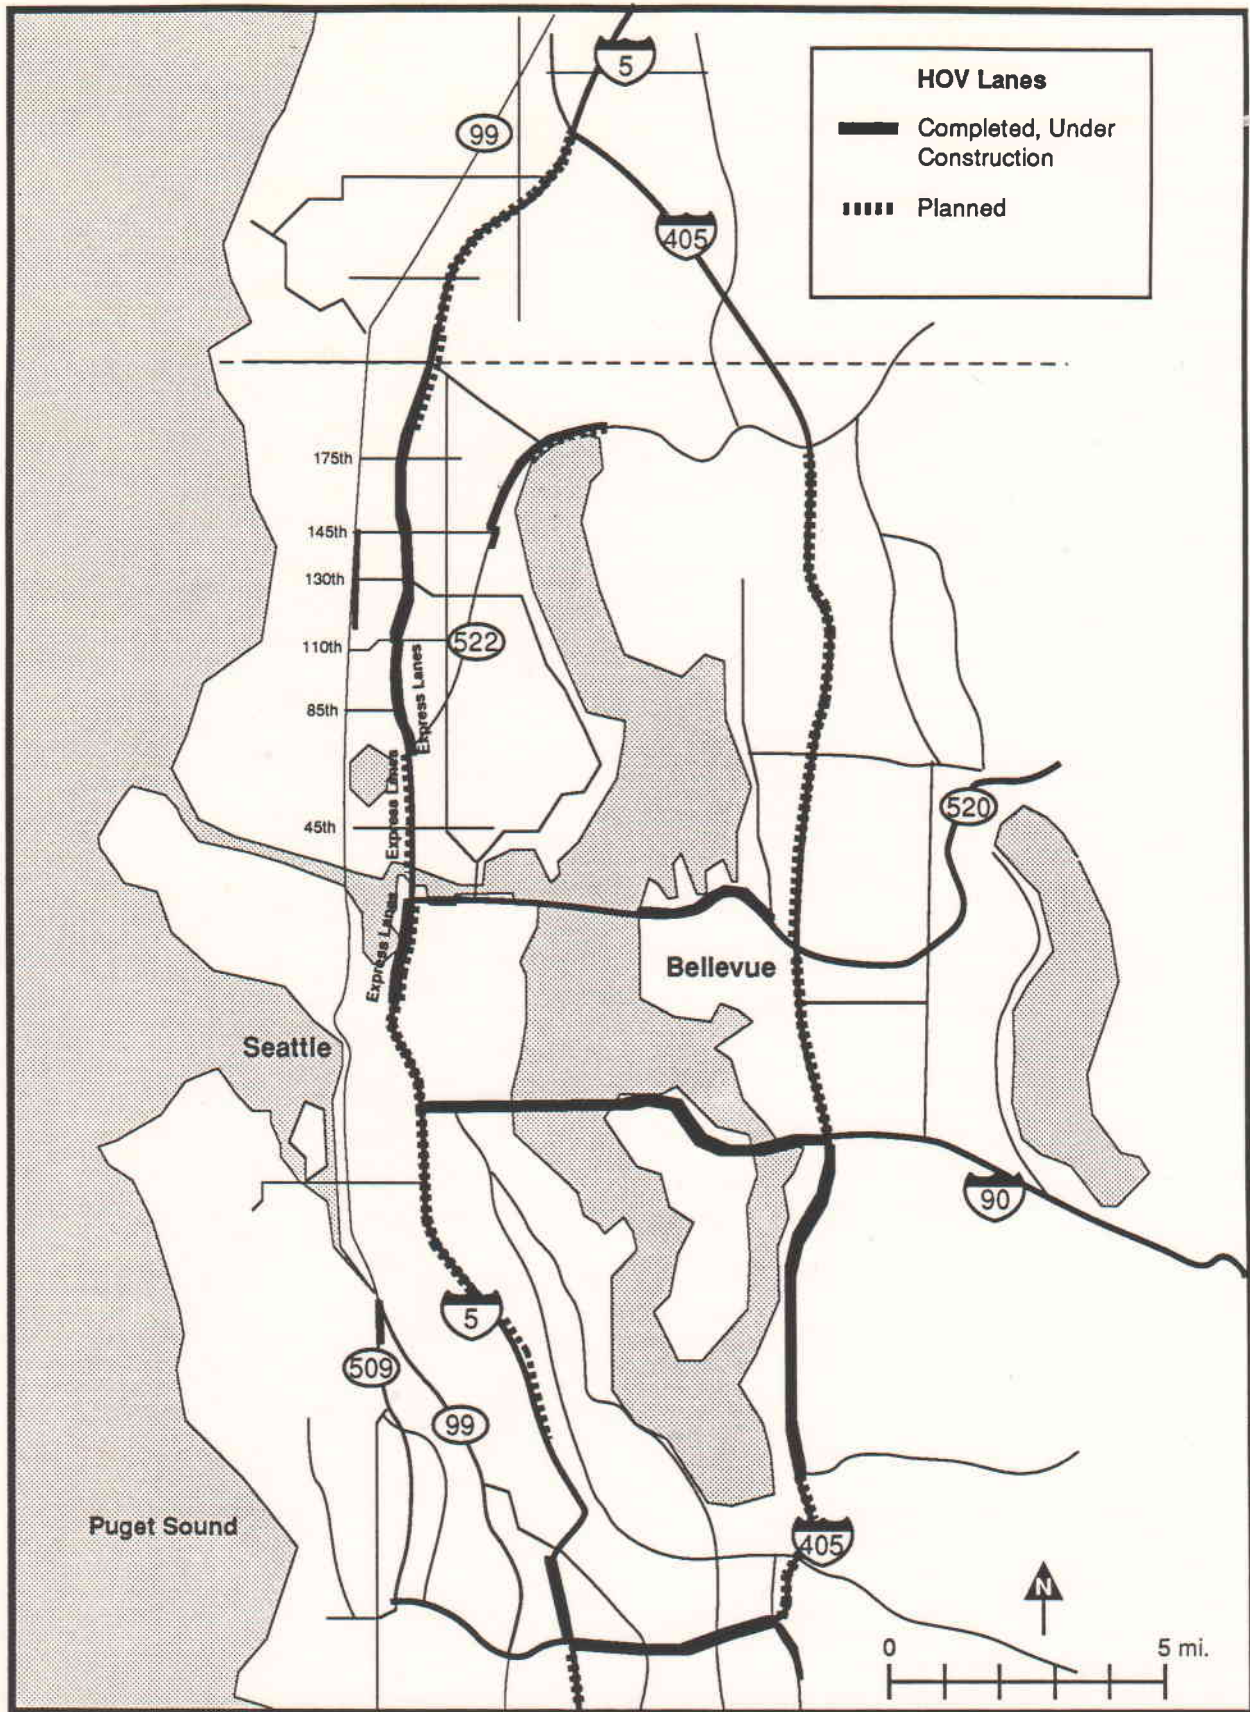 5
HOV Lanes
99
Completed, Under
Construction
Planned
405
175th
145th
130th
110th
522
85th
Express Lanes
Express Lanes
45th
520
Express Lanes
Bellevue
Seattle
90
5
509
99
Puget Sound
405
N
0
5 mi.